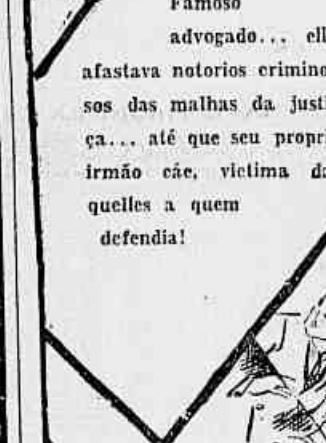 Famoso
advogado... ell
afastava notorios crimino
sos das malhas da justi
ça... até que seu propri
irmão cáe, victima da
quelles a quem
defendia!